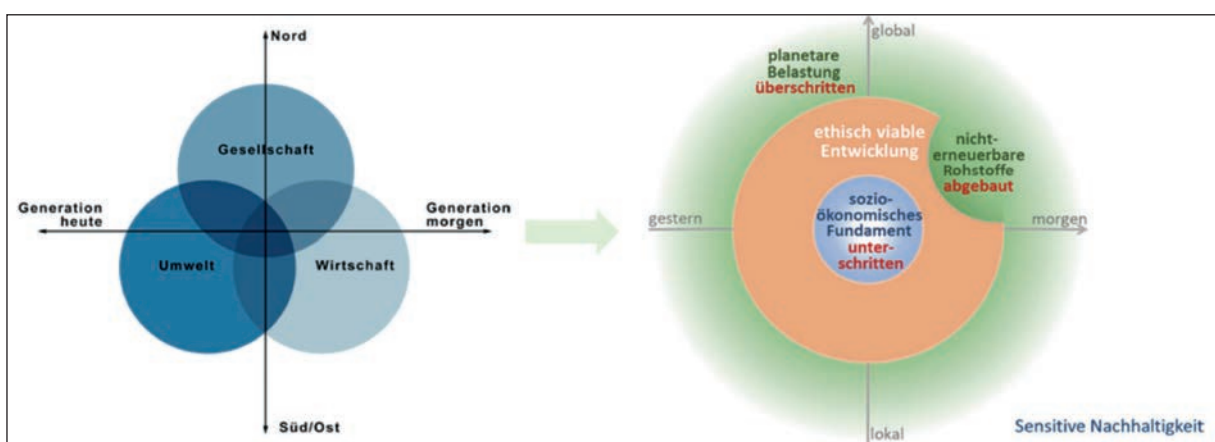 Nord
Gesellschaft
Generation
heute
Generation
morgen
Umwelt
Wirtschaft
Süd/Ost
global
planetare
Belastung
überschritten
ethisch viable
Entwicklung
nicht-
erneuerbare
Rohstoffe
abgebaut
gestern
sozio-
ökonomisches
Fundament
unter-
schritten
morgen
lokal
Sensitive Nachhaltigkeit